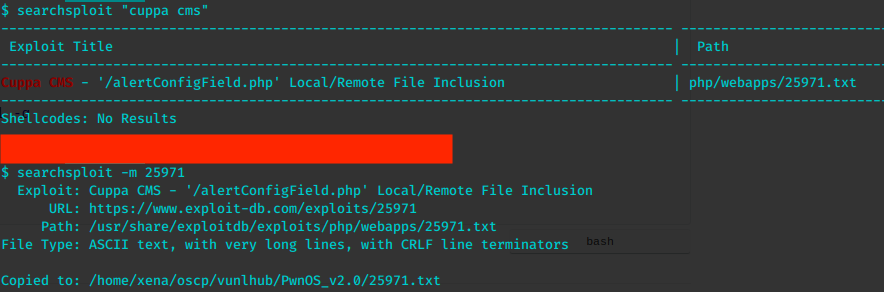 $ searchsploit "cuppa cms"
Exploit Title | Path
Cuppa CMS - '/alertConfigField.php' Local/Remote File Inclusion | php/webapps/25971.txt
Shellcodes: No Results
$ searchsploit -m 25971
Exploit: Cuppa CMS - '/alertConfigField.php' Local/Remote File Inclusion
URL: https://www.exploit-db.com/exploits/25971
Path: /usr/share/exploitdb/exploits/php/webapps/25971.txt
File Type: ASCII text, with very long lines, with CRLF line terminators
bash
Copied to: /home/xena/oscp/vunlhub/PwnOS_v2.0/25971.txt